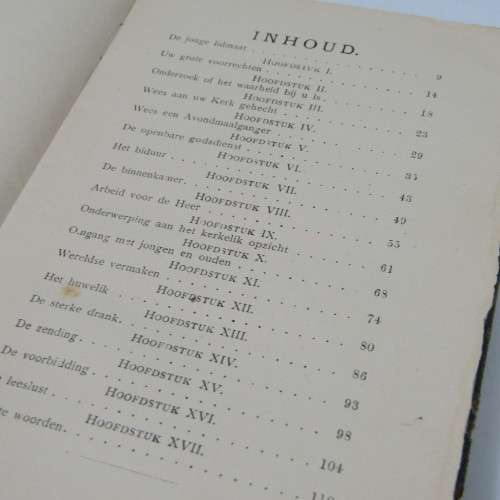 INHOUD.
HOOFDSTUK I.
De jonge lidmaat 9
HOOFDSTUK II.
Uw grote voorrechten 14
HOOFDSTUK III.
Onderzoek of het waarheid bij u is 18
HOOFDSTUK IV.
Wees aan uw Kerk gehecht 23
HOOFDSTUK V.
Wees een Avondmaalganger 29
HOOFDSTUK VI.
De openbare godsdienst 35
HOOFDSTUK VII.
Het biduur 43
HOOFDSTUK VIII.
De binnenkamer 49
HOOFDSTUK IX.
Arbeid voor de Heer 55
HOOFDSTUK X.
Onderwerping aan het kerkelik opzicht 61
HOOFDSTUK XI.
Omgang met jongen en ouden 68
HOOFDSTUK XII.
Wereldse vermaken 74
HOOFDSTUK XIII.
Het huwelik 80
HOOFDSTUK XIV.
De sterke drank 86
HOOFDSTUK XV.
De zending 93
HOOFDSTUK XVI.
De voorbidding 98
HOOFDSTUK XVII.
leeslust 104
woorden